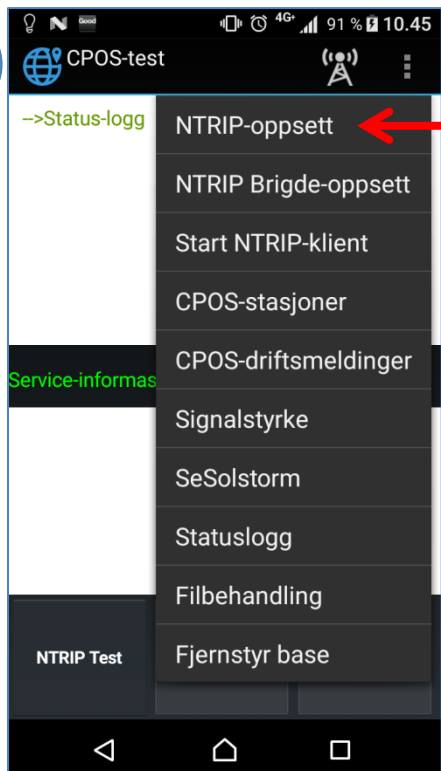 Good 4G+ 91 % 10.45
CPOS-test
-->Status-logg
NTRIP-oppsett
NTRIP Brigde-oppsett
Start NTRIP-klient
CPOS-stasjoner
CPOS-driftsmeldinger
Service-informas
Signalstyrke
SeSolstorm
Statuslogg
Filbehandling
NTRIP Test
Fjernstyr base